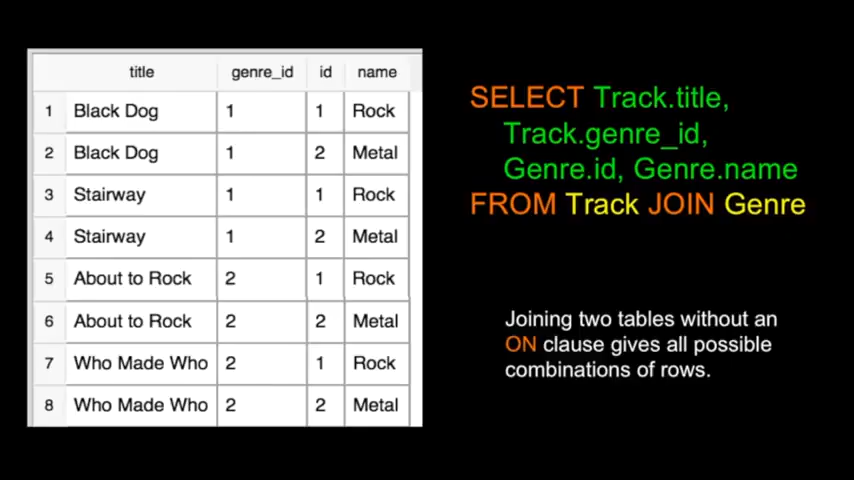 title genre_id id name
1 Black Dog 1 1 Rock
2 Black Dog 1 2 Metal
3 Stairway 1 1 Rock
4 Stairway 1 2 Metal
5 About to Rock 2 1 Rock
6 About to Rock 2 2 Metal
7 Who Made Who 2 1 Rock
8 Who Made Who 2 2 Metal
SELECT Track.title,
Track.genre_id,
Genre.id, Genre.name
FROM Track JOIN Genre
Joining two tables without an
ON clause gives all possible
combinations of rows.